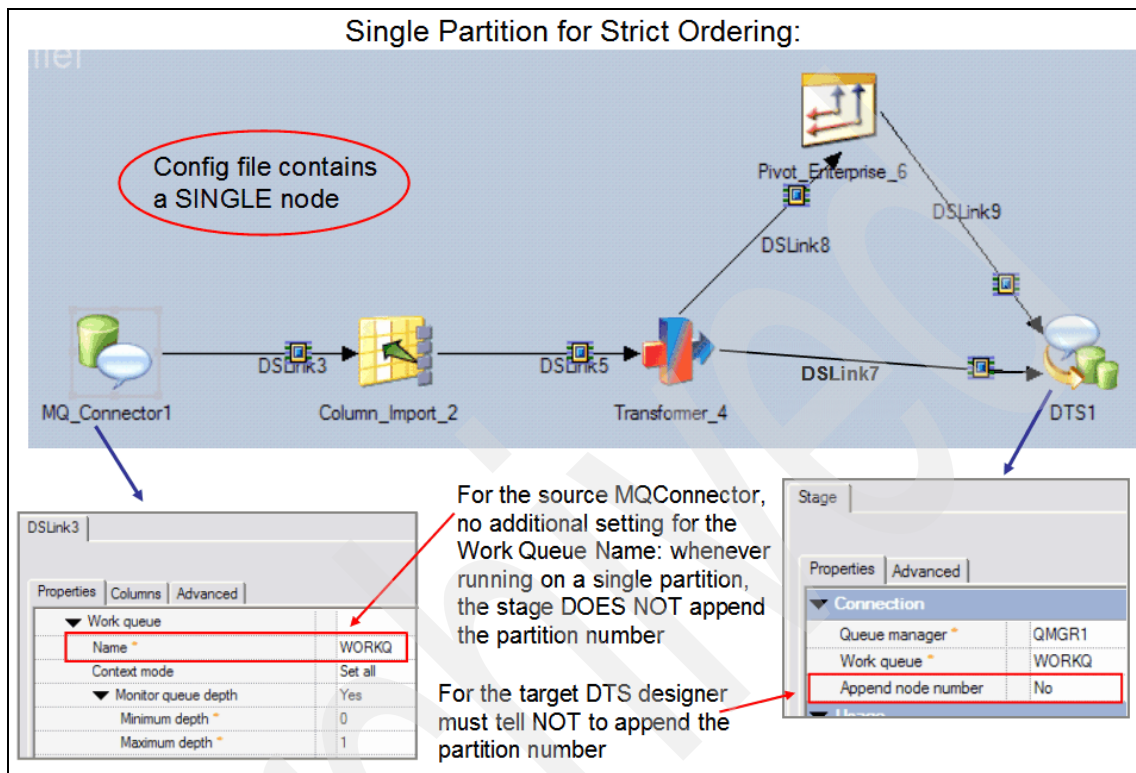 Single Partition for Strict Ordering:
Config file contains
a SINGLE node
Pivot_Enterprise_6
DSLink9
DSLink8
DSLink3
DSLink5
DSLink7
MQ_Connector1
Column_Import_2
Transformer_4
DTS1
For the source MQConnector,
no additional setting for the
Work Queue Name: whenever
running on a single partition,
the stage DOES NOT append
the partition number
For the target DTS designer
must tell NOT to append the
partition number
DSLink3
Properties Columns Advanced
Work queue
Name * WORKQ
Context mode Set all
Monitor queue depth Yes
Minimum depth * 0
Maximum depth * 1
Stage
Properties Advanced
Connection
Queue manager * QMGR1
Work queue * WORKQ
Append node number No